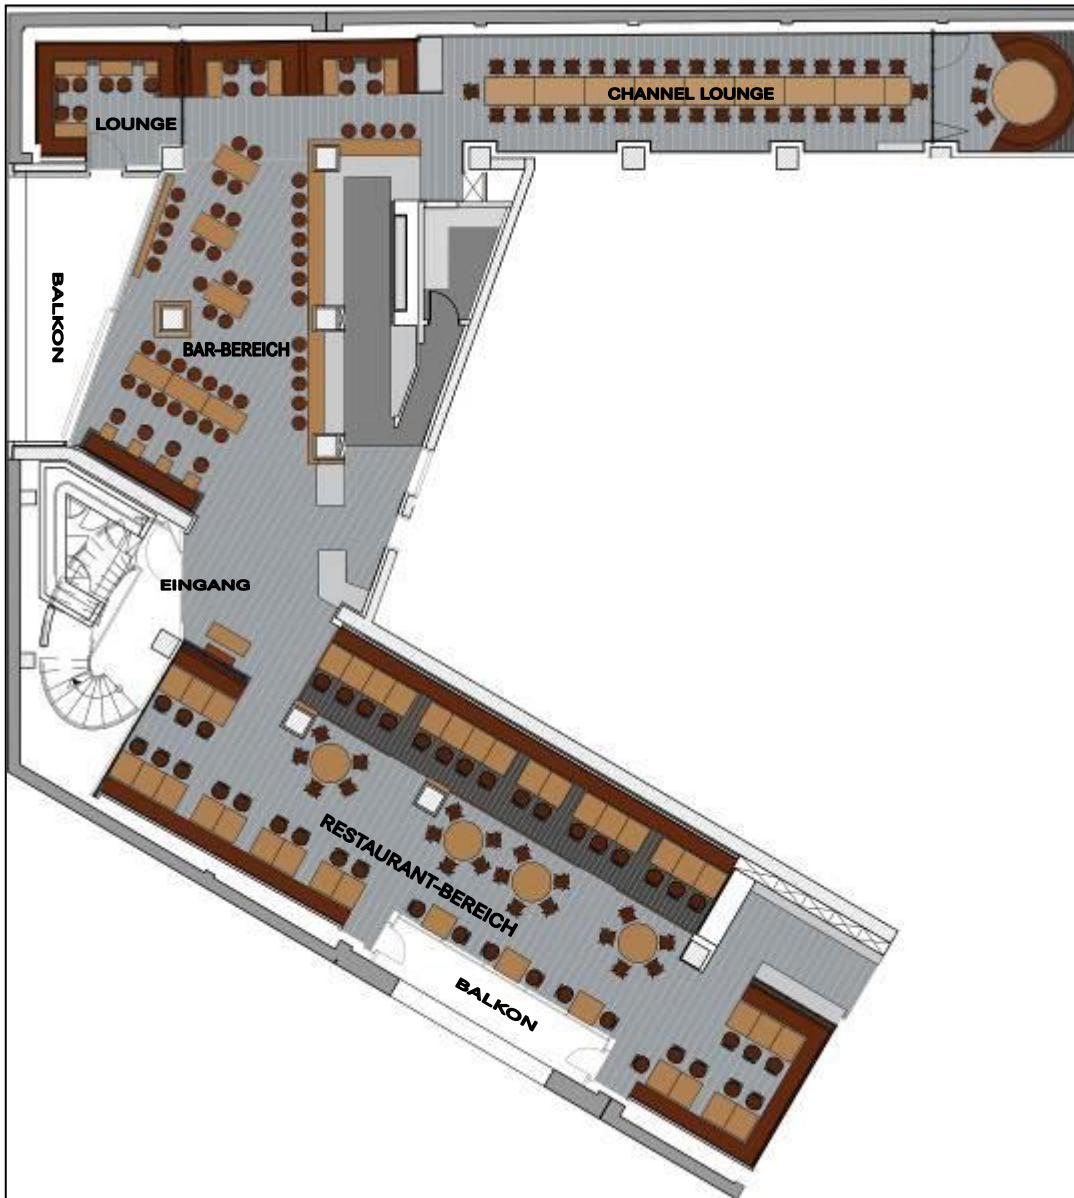 CHANNEL LOUNGE
LOUNGE
BALKON
BAR-BEREICH
EINGANG
RESTAURANT-BEREICH
BALKON